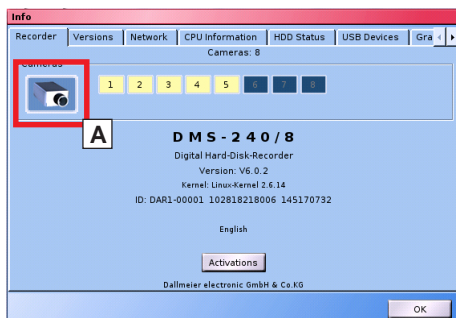 Info
Recorder Versions Network CPU Information HDD Status USB Devices Gra
Cameras: 8
Cameras
1 2 3 4 5 6 7 8
A
DMS-240/8
Digital Hard-Disk-Recorder
Version: V6.0.2
Kernel: Linux-Kernel 2.6.14
ID: DAR1-00001 102818218006 145170732
English
Activations
Dallmeier electronic GmbH & Co.KG
OK